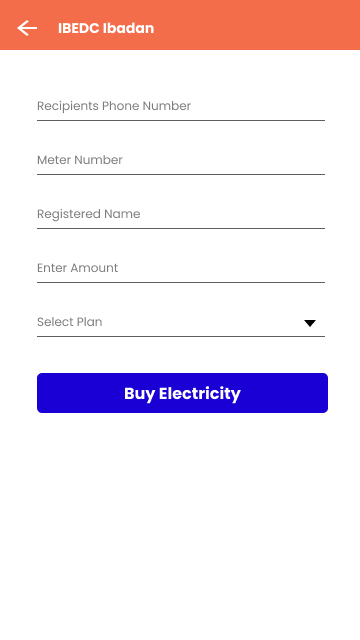 IBEDC Ibadan
Recipients Phone Number
Meter Number
Registered Name
Enter Amount
Select Plan
Buy Electricity